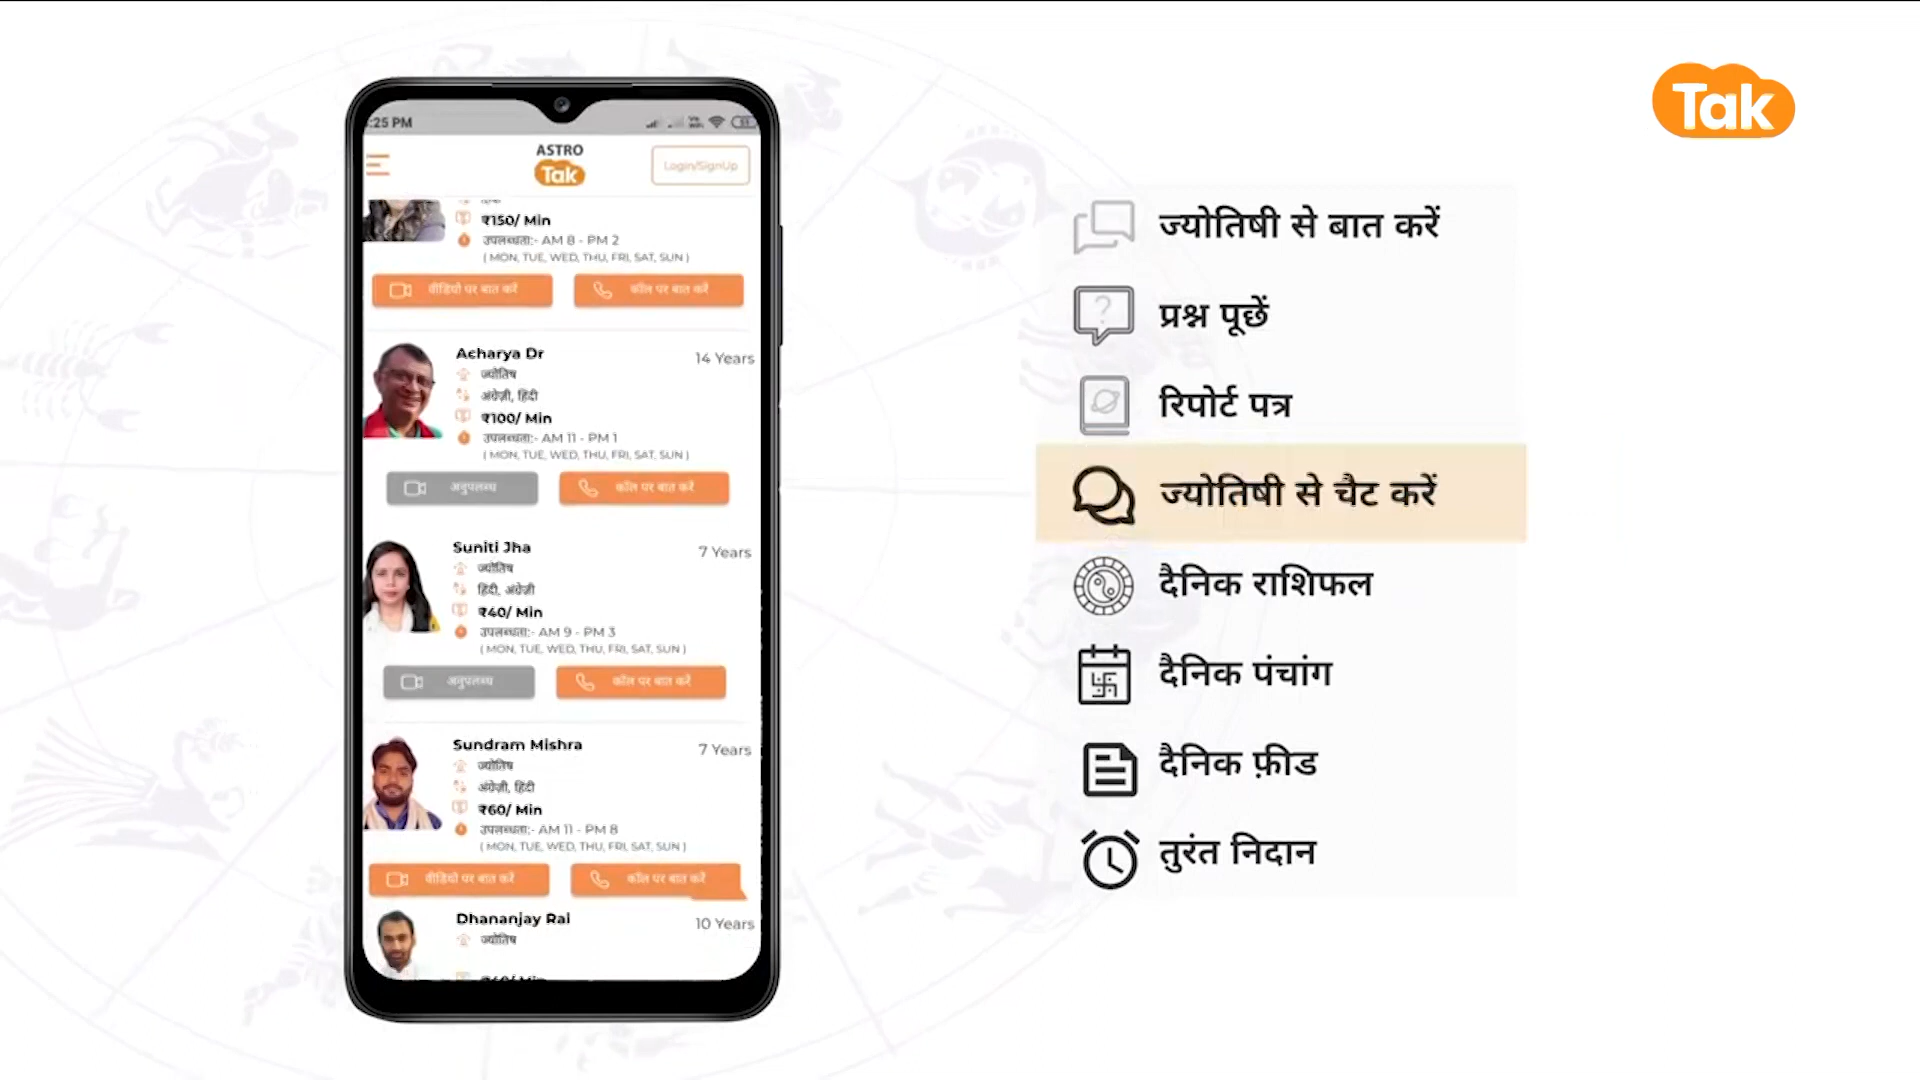 Tak
:25 PM
51
ASTRO
Tak
Login/SignUp
₹150/ Min
उपलब्धता:- AM 8 - PM 2
( MON, TUE, WED, THU, FRI, SAT, SUN )
वीडियो पर बात करें
कॉल पर बात करें
Acharya Dr
14 Years
ज्योतिष
अंग्रेज़ी, हिंदी
₹100/ Min
उपलब्धता:- AM 11 - PM 1
( MON, TUE, WED, THU, FRI, SAT, SUN )
अनुपलब्ध
कॉल पर बात करें
Suniti Jha
7 Years
ज्योतिष
हिंदी, अंग्रेज़ी
₹40/ Min
उपलब्धता:- AM 9 - PM 3
( MON, TUE, WED, THU, FRI, SAT, SUN )
अनुपलब्ध
कॉल पर बात करें
Sundram Mishra
7 Years
ज्योतिष
अंग्रेज़ी, हिंदी
₹60/ Min
उपलब्धता:- AM 11 - PM 8
( MON, TUE, WED, THU, FRI, SAT, SUN )
वीडियो पर बात करें
कॉल पर बात करें
Dhananjay Rai
10 Years
ज्योतिष
ज्योतिषी से बात करें
प्रश्न पूछें
रिपोर्ट पत्र
ज्योतिषी से चैट करें
दैनिक राशिफल
दैनिक पंचांग
दैनिक फ़ीड
तुरंत निदान